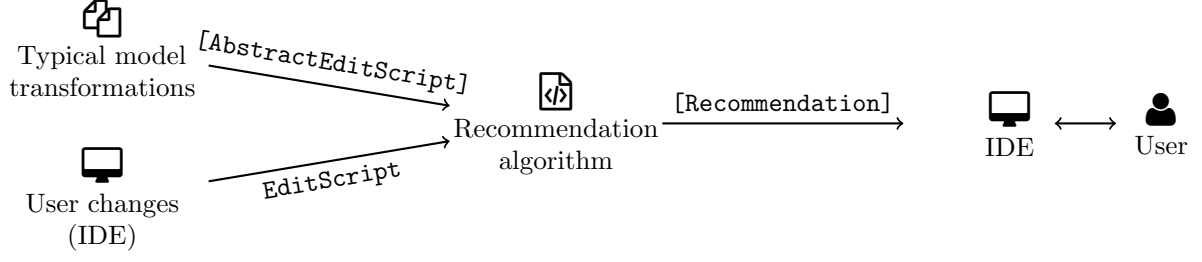 Typical model
transformations
[AbstractEditScript]
User changes
(IDE)
EditScript
</>
Recommendation
algorithm
[Recommendation]
IDE
User